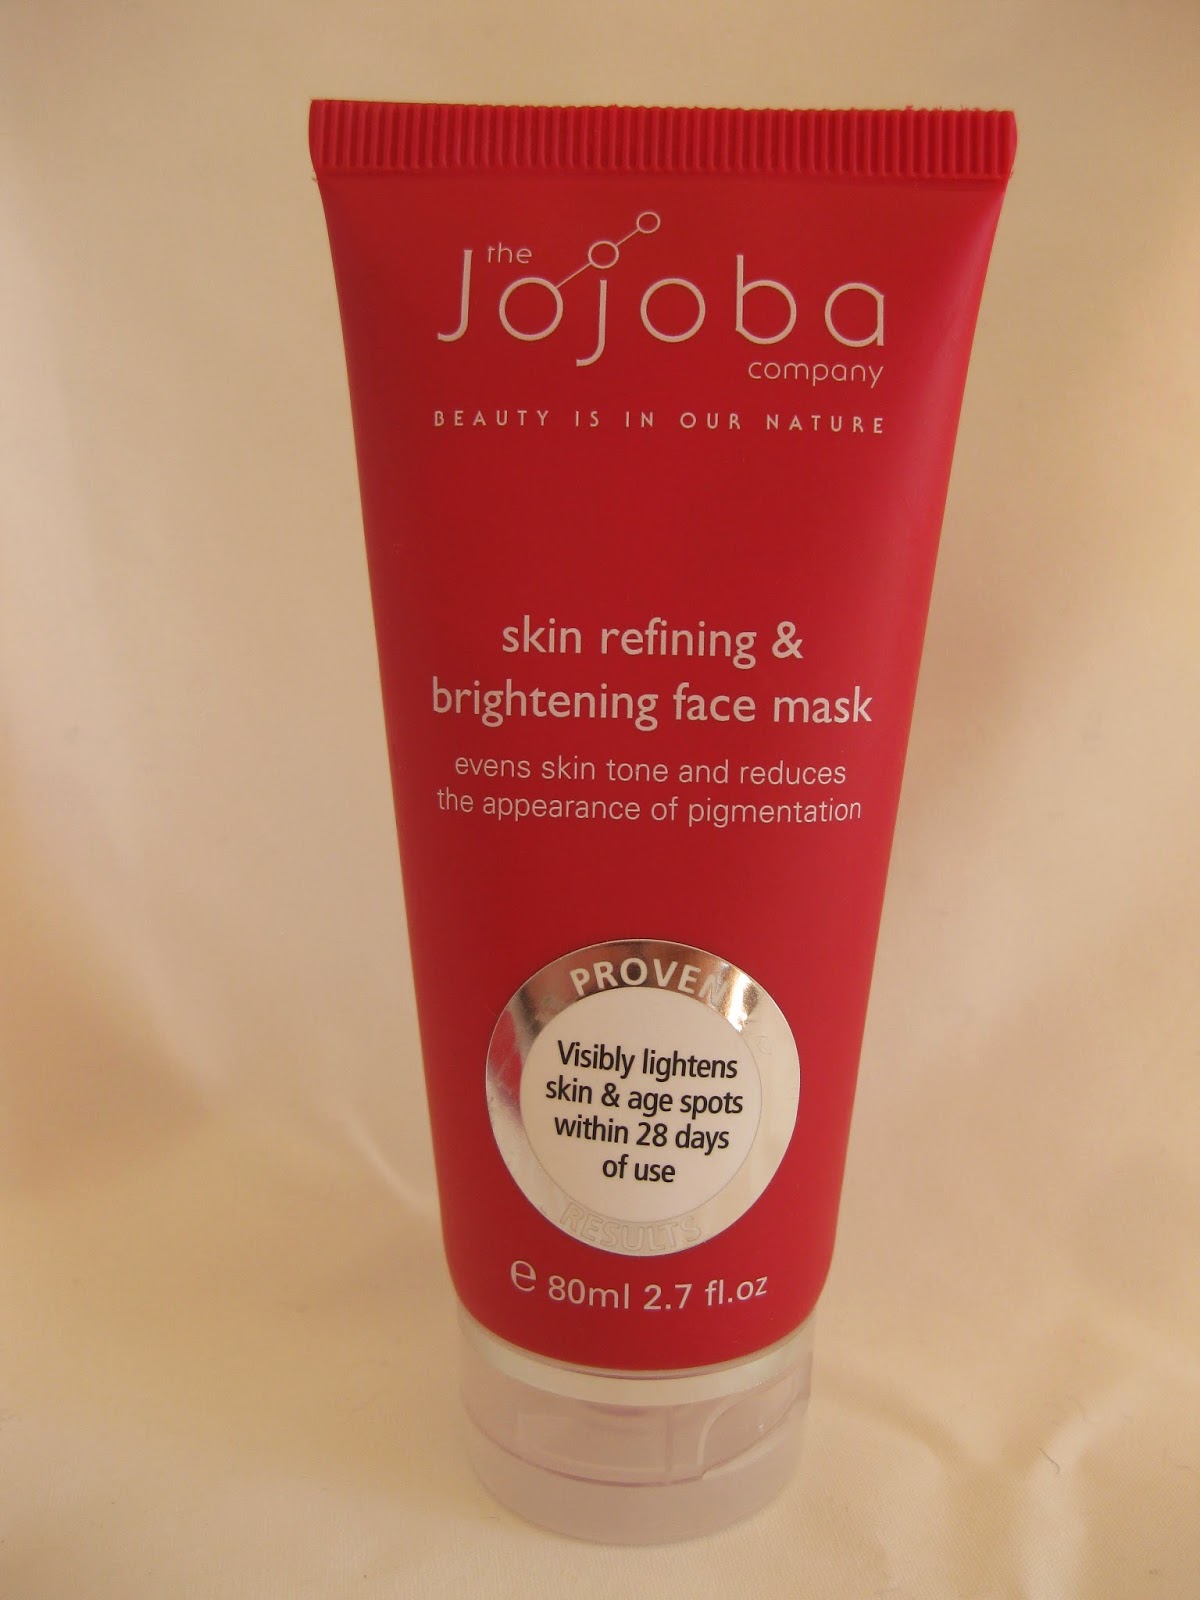 the
Jojoba
company
BEAUTY IS IN OUR NATURE
skin refining &
brightening face mask
evens skin tone and reduces
the appearance of pigmentation
PROVEN
Visibly lightens
skin & age spots
within 28 days
of use
RESULTS
e 80ml 2.7 fl.oz